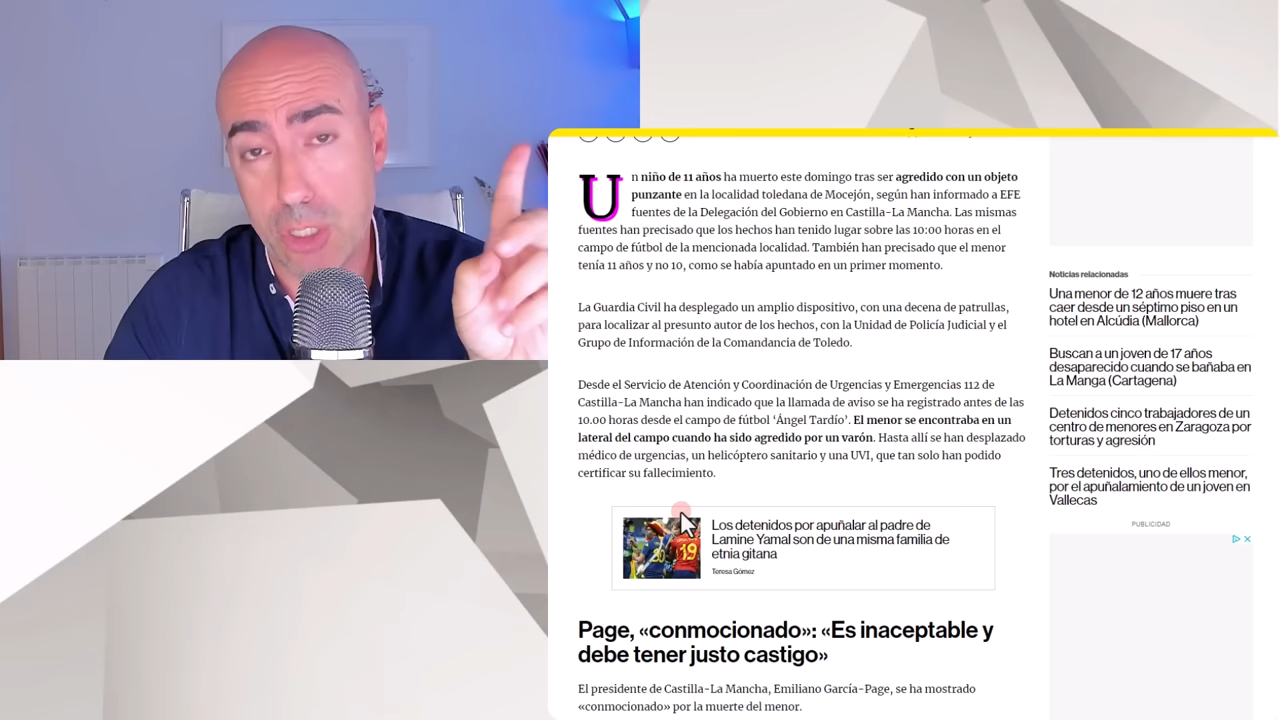 Un niño de 11 años ha muerto este domingo tras ser agredido con un objeto
punzante en la localidad toledana de Mocejón, según han informado a EFE
fuentes de la Delegación del Gobierno en Castilla-La Mancha. Las mismas
fuentes han precisado que los hechos han tenido lugar sobre las 10:00 horas en el
campo de fútbol de la mencionada localidad. También han precisado que el menor
tenía 11 años y no 10, como se había apuntado en un primer momento.
La Guardia Civil ha desplegado un amplio dispositivo, con una decena de patrullas,
para localizar al presunto autor de los hechos, con la Unidad de Policía Judicial y el
Grupo de Información de la Comandancia de Toledo.
Desde el Servicio de Atención y Coordinación de Urgencias y Emergencias 112 de
Castilla-La Mancha han indicado que la llamada de aviso se ha registrado antes de las
10.00 horas desde el campo de fútbol ‘Ángel Tardío’. El menor se encontraba en un
lateral del campo cuando ha sido agredido por un varón. Hasta allí se han desplazado
médico de urgencias, un helicóptero sanitario y una UVI, que tan solo han podido
certificar su fallecimiento.
Los detenidos por apuñalar al padre de
Lamine Yamal son de una misma familia de
etnia gitana
Teresa Gómez
19
Page, «conmocionado»: «Es inaceptable y
debe tener justo castigo»
El presidente de Castilla-La Mancha, Emiliano García-Page, se ha mostrado
«conmocionado» por la muerte del menor.
Noticias relacionadas
Una menor de 12 años muere tras
caer desde un séptimo piso en un
hotel en Alcúdia (Mallorca)
Buscan a un joven de 17 años
desaparecido cuando se bañaba en
La Manga (Cartagena)
Detenidos cinco trabajadores de un
centro de menores en Zaragoza por
torturas y agresión
Tres detenidos, uno de ellos menor,
por el apuñalamiento de un joven en
Vallecas
PUBLICIDAD